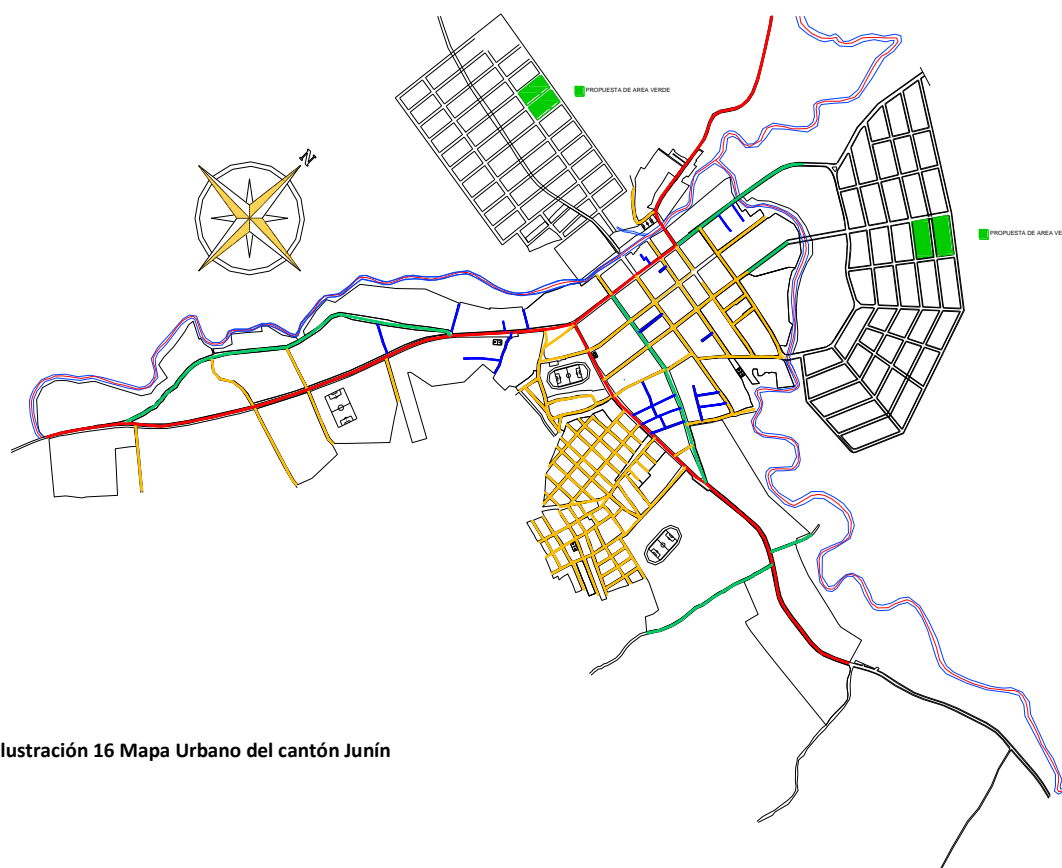 PROPUESTA DE AREA VERDE
N
PROPUESTA DE AREA VE
lustración 16 Mapa Urbano del cantón Junín